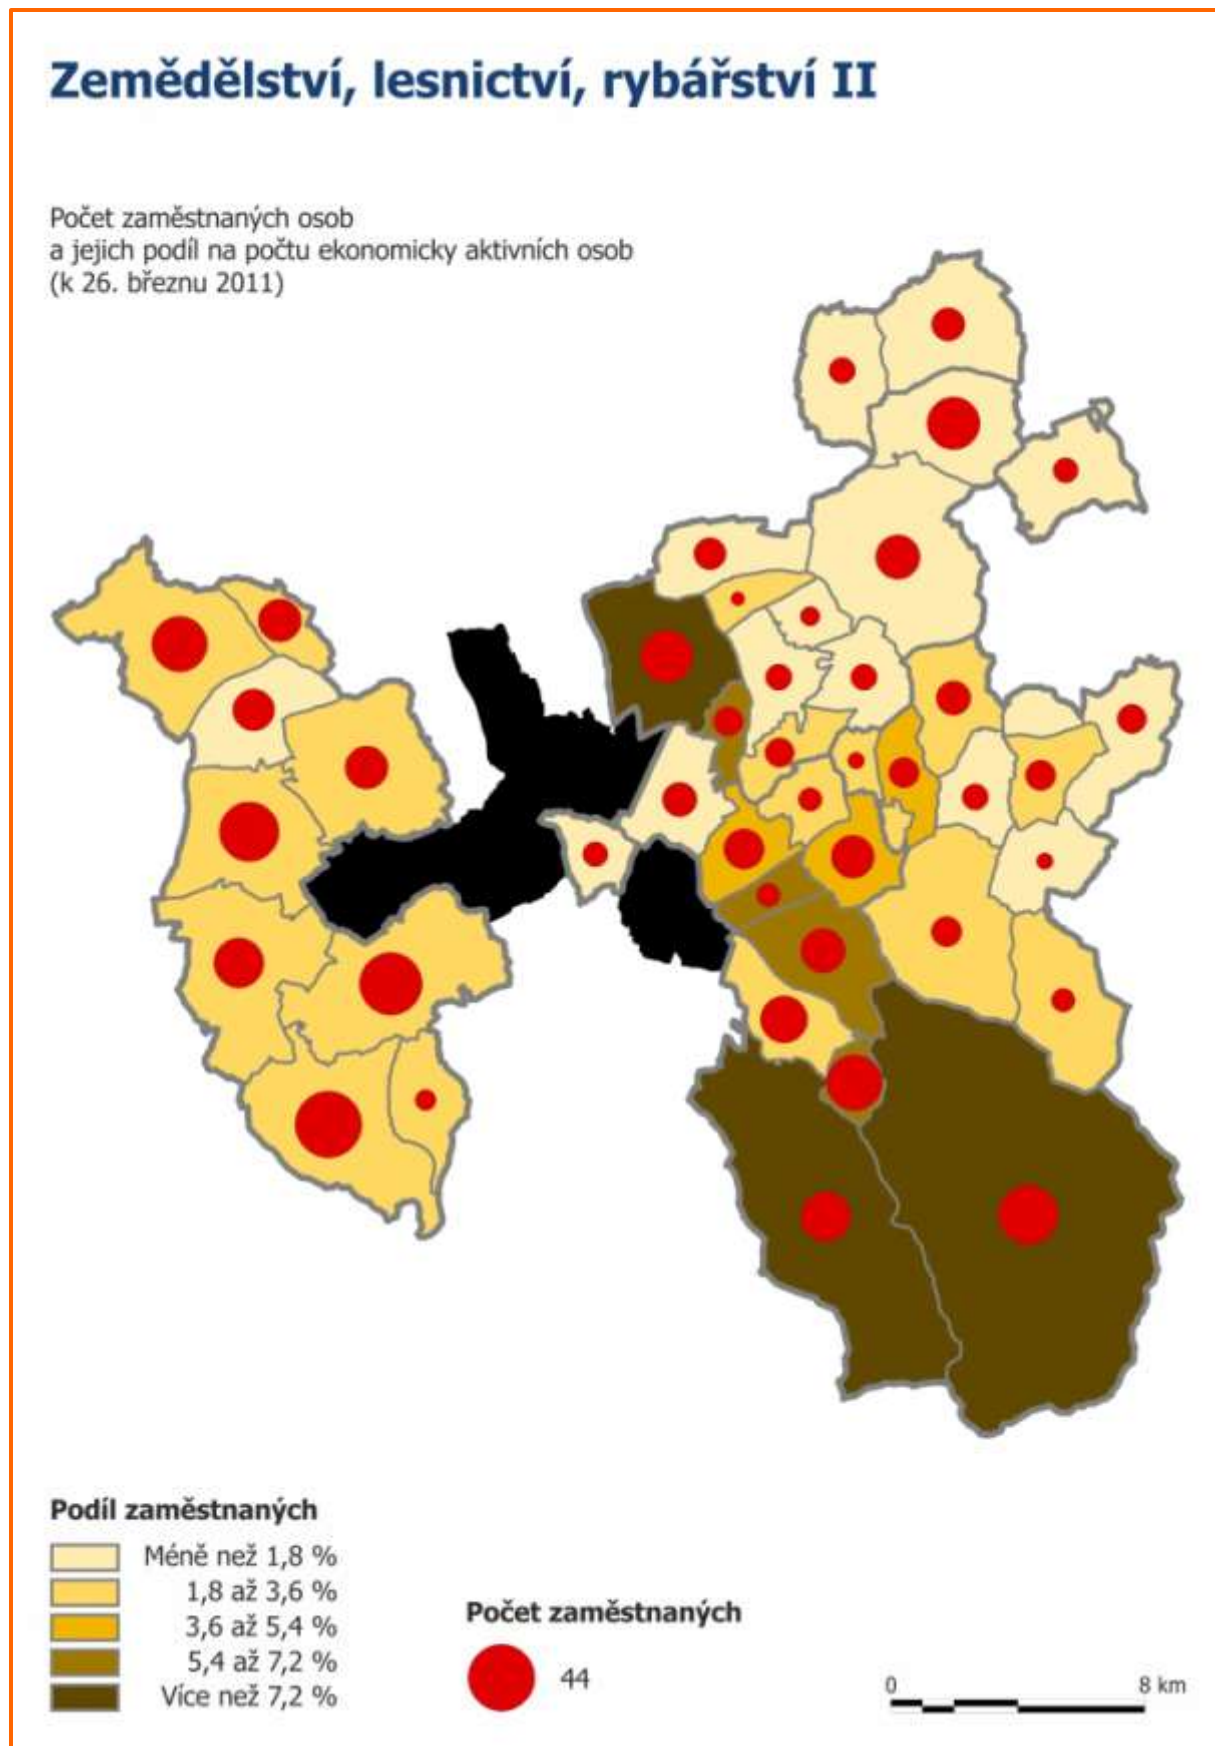 Zemědělství, lesnictví, rybářství II
Počet zaměstnaných osob
a jejich podíl na počtu ekonomicky aktivních osob
(k 26. březnu 2011)
Podíl zaměstnaných
Méně než 1,8 %
1,8 až 3,6 %
3,6 až 5,4 %
5,4 až 7,2 %
Více než 7,2 %
Počet zaměstnaných
44
0 8 km